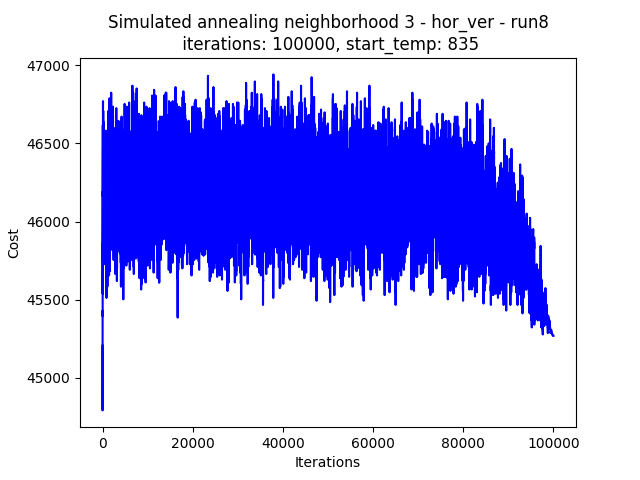 Simulated annealing neighborhood 3 - hor_ver - run8
iterations: 100000, start_temp: 835
47000
46500
46000
45500
45000
Cost
0 20000 40000 60000 80000 100000
Iterations